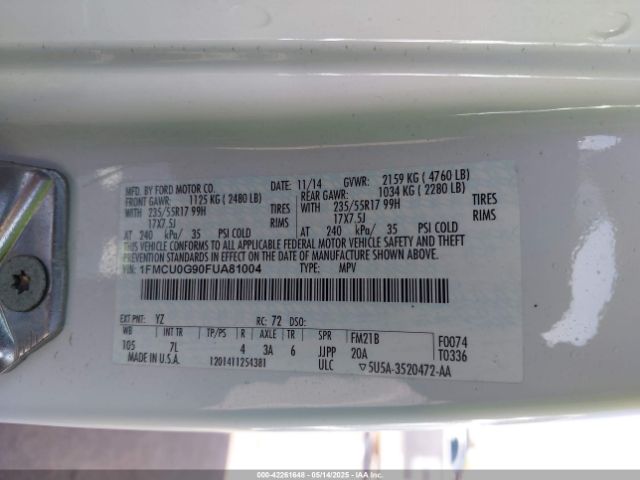 MFD. BY FORD MOTOR CO. DATE: 11/14 GVWR: 2159 KG ( 4760 LB)
FRONT GAWR: 1125 KG ( 2480 LB) REAR GAWR: 1034 KG ( 2280 LB)
WITH 235/55R17 99H TIRES WITH 235/55R17 99H TIRES
17X7.5J RIMS 17X7.5J RIMS
AT 240 kPa/ 35 PSI COLD AT 240 kPa/ 35 PSI COLD
THIS VEHICLE CONFORMS TO ALL APPLICABLE FEDERAL MOTOR VEHICLE SAFETY AND THEFT
PREVENTION STANDARDS IN EFFECT ON THE DATE OF MANUFACTURE SHOWN ABOVE.
VIN: 1FMCU0G90FUA81004 TYPE: MPV
EXT PNT: YZ RC: 72 DSO:
WB INT TR TP/PS R AXLE TR SPR FM21B F0074
105 7L 4 3A 6 JJPP 20A T0336
MADE IN U.S.A. 1201411254381 ULC ▽5U5A-3520472-AA
000-42261648 - 05/14/2025 - IAAI Copyright